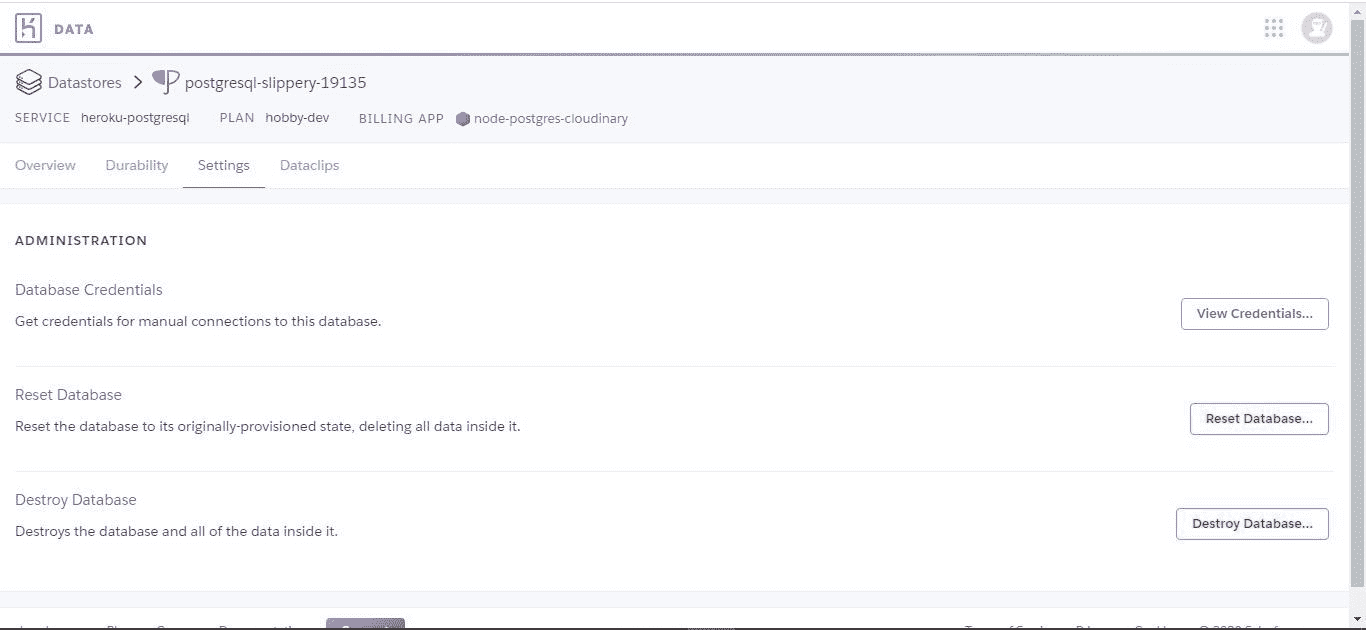 DATA
Datastores > postgresql-slippery-19135
SERVICE heroku-postgresql PLAN hobby-dev BILLING APP node-postgres-cloudinary
Overview Durability Settings Dataclips
ADMINISTRATION
Database Credentials
Get credentials for manual connections to this database.
View Credentials...
Reset Database
Reset the database to its originally-provisioned state, deleting all data inside it.
Reset Database...
Destroy Database
Destroys the database and all of the data inside it.
Destroy Database...